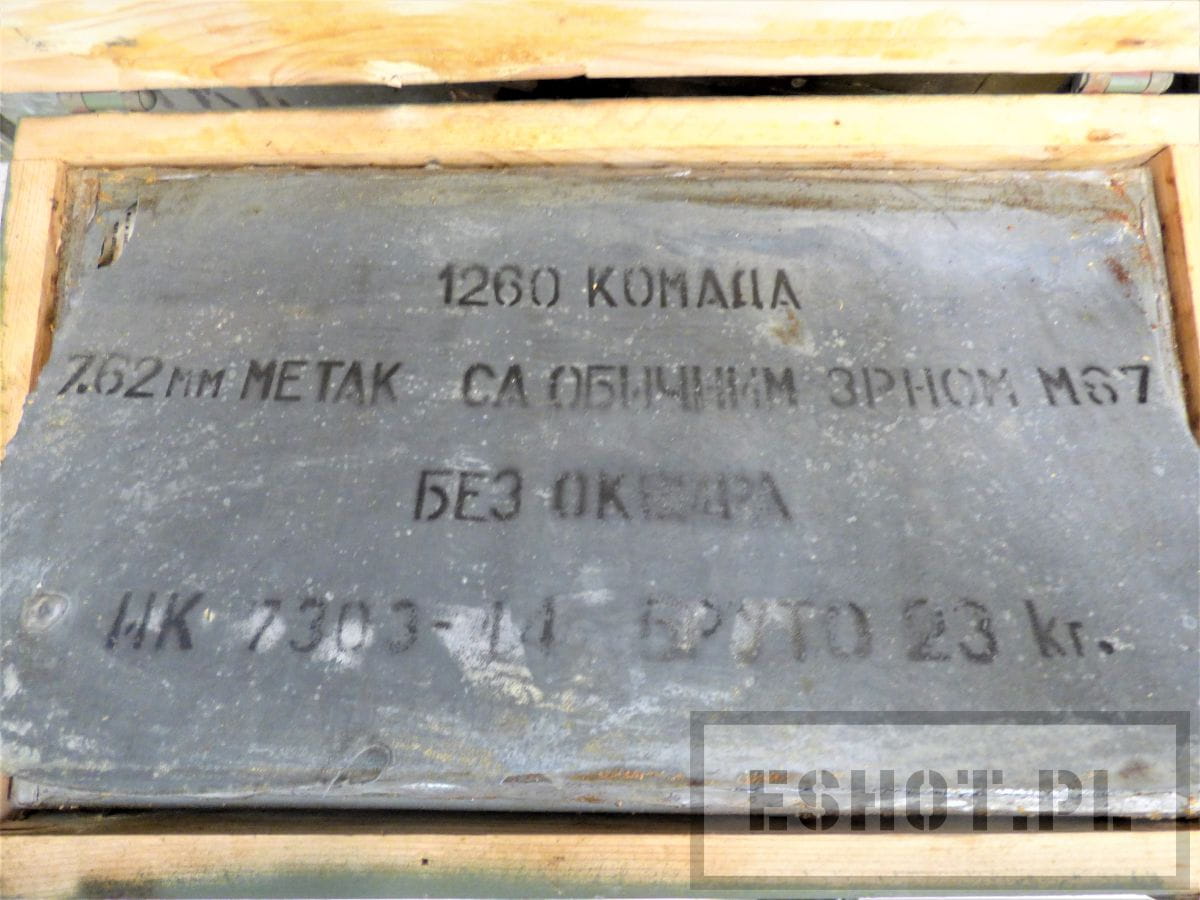 1260 КОМАДА
7.62 мм МЕТАК СА ОБИЧНИМ ЗРНОМ М67
БЕЗ ОКВИРА
ИК 7303-14 БРУТО 23 kг.
ESHOT.PL